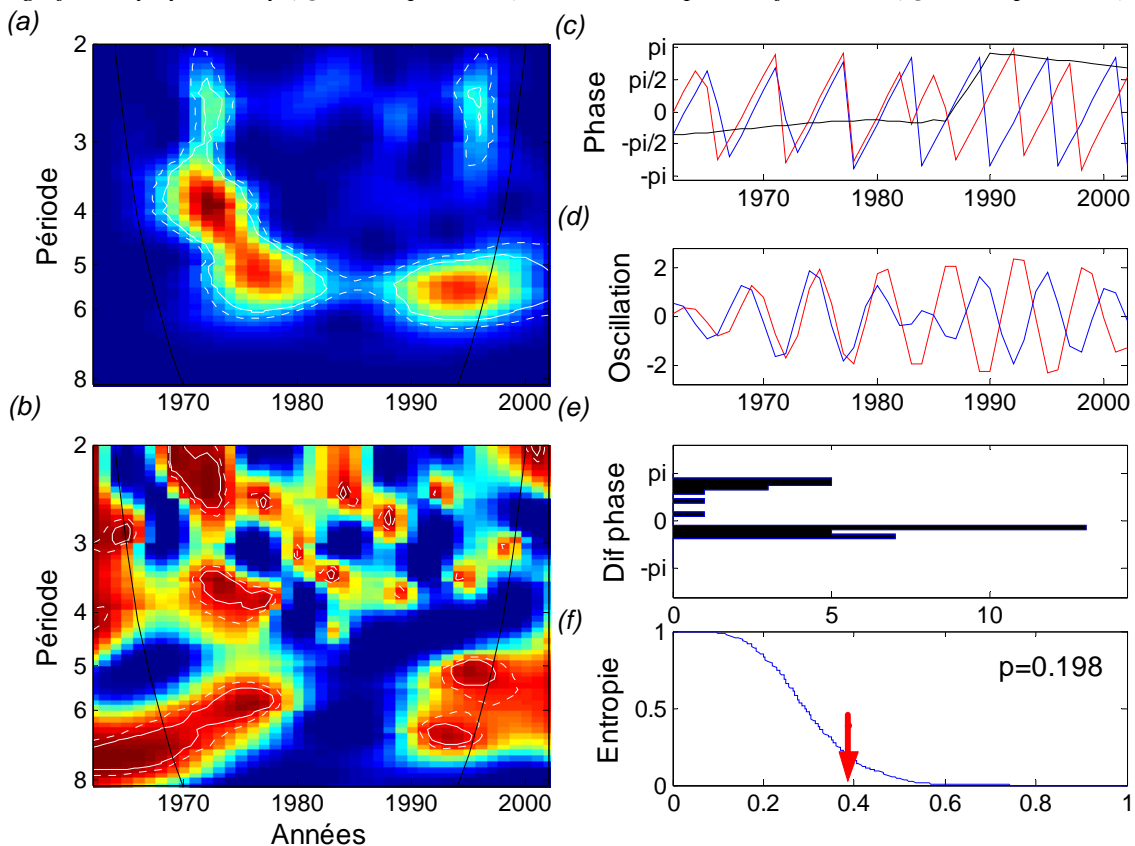 (a)
2
3
4
5
6
8
Période
1970
1980
1990
2000
(b)
2
3
4
5
6
8
Période
1970
1980
1990
2000
Années
(c)
pi
pi/2
0
-pi/2
-pi
Phase
1971
1980
1990
2000
(d)
2
0
-2
Oscillation
1971
1980
1990
2000
(e)
pi
0
-pi
Dif phase
0
5
10
(f)
1
0.5
0
Entropie
p=0.198
0
0.2
0.4
0.6
0.8
1